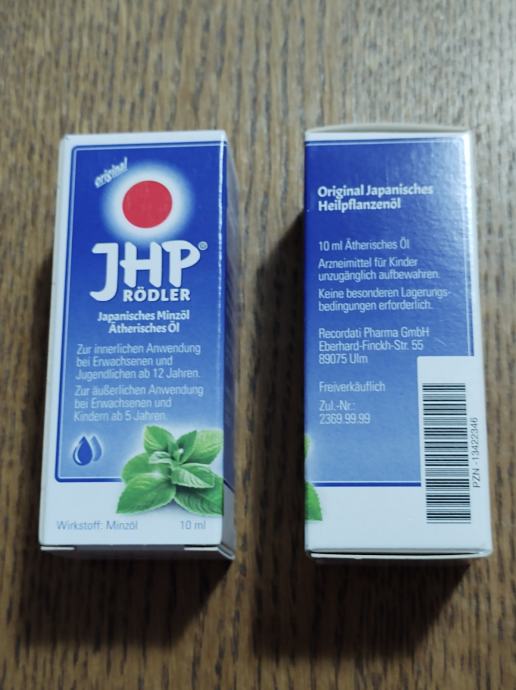 original
JHP®
RÖDLER
Japanisches Minzöl
Ätherisches Öl
Zur innerlichen Anwendung
bei Erwachsenen und
Jugendlichen ab 12 Jahren.
Zur äußerlichen Anwendung
bei Erwachsenen und
Kindern ab 5 Jahren.
Wirkstoff: Minzöl 10 ml
Original Japanisches
Heilpflanzenöl
10 ml Ätherisches Öl
Arzneimittel für Kinder
unzugänglich aufbewahren.
Keine besonderen Lagerungs-
bedingungen erforderlich.
Recordati Pharma GmbH
Eberhard-Finckh-Str. 55
89075 Ulm
Freiverkäuflich
Zul.-Nr.:
2369.99.99
PZN -13422346